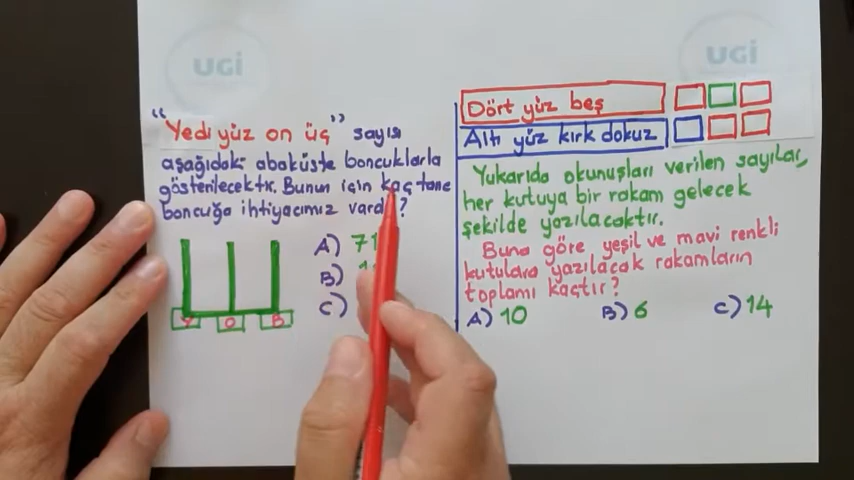 UGi
UGi
"Yedi yüz on üç" sayısı
aşağıdaki abaküste boncuklarla
gösterilecektir. Bunun için kaç tane
boncuğa ihtiyacımız vardır?
A) 71
B) 1
C)
Y O B
Dört yüz beş
Altı yüz kırk dokuz
Yukarıda okunuşları verilen sayılar,
her kutuya bir rakam gelecek
şekilde yazılacaktır.
Buna göre yeşil ve mavi renkli
kutulara yazılacak rakamların
toplamı kaçtır?
A) 10 B) 6 C) 14